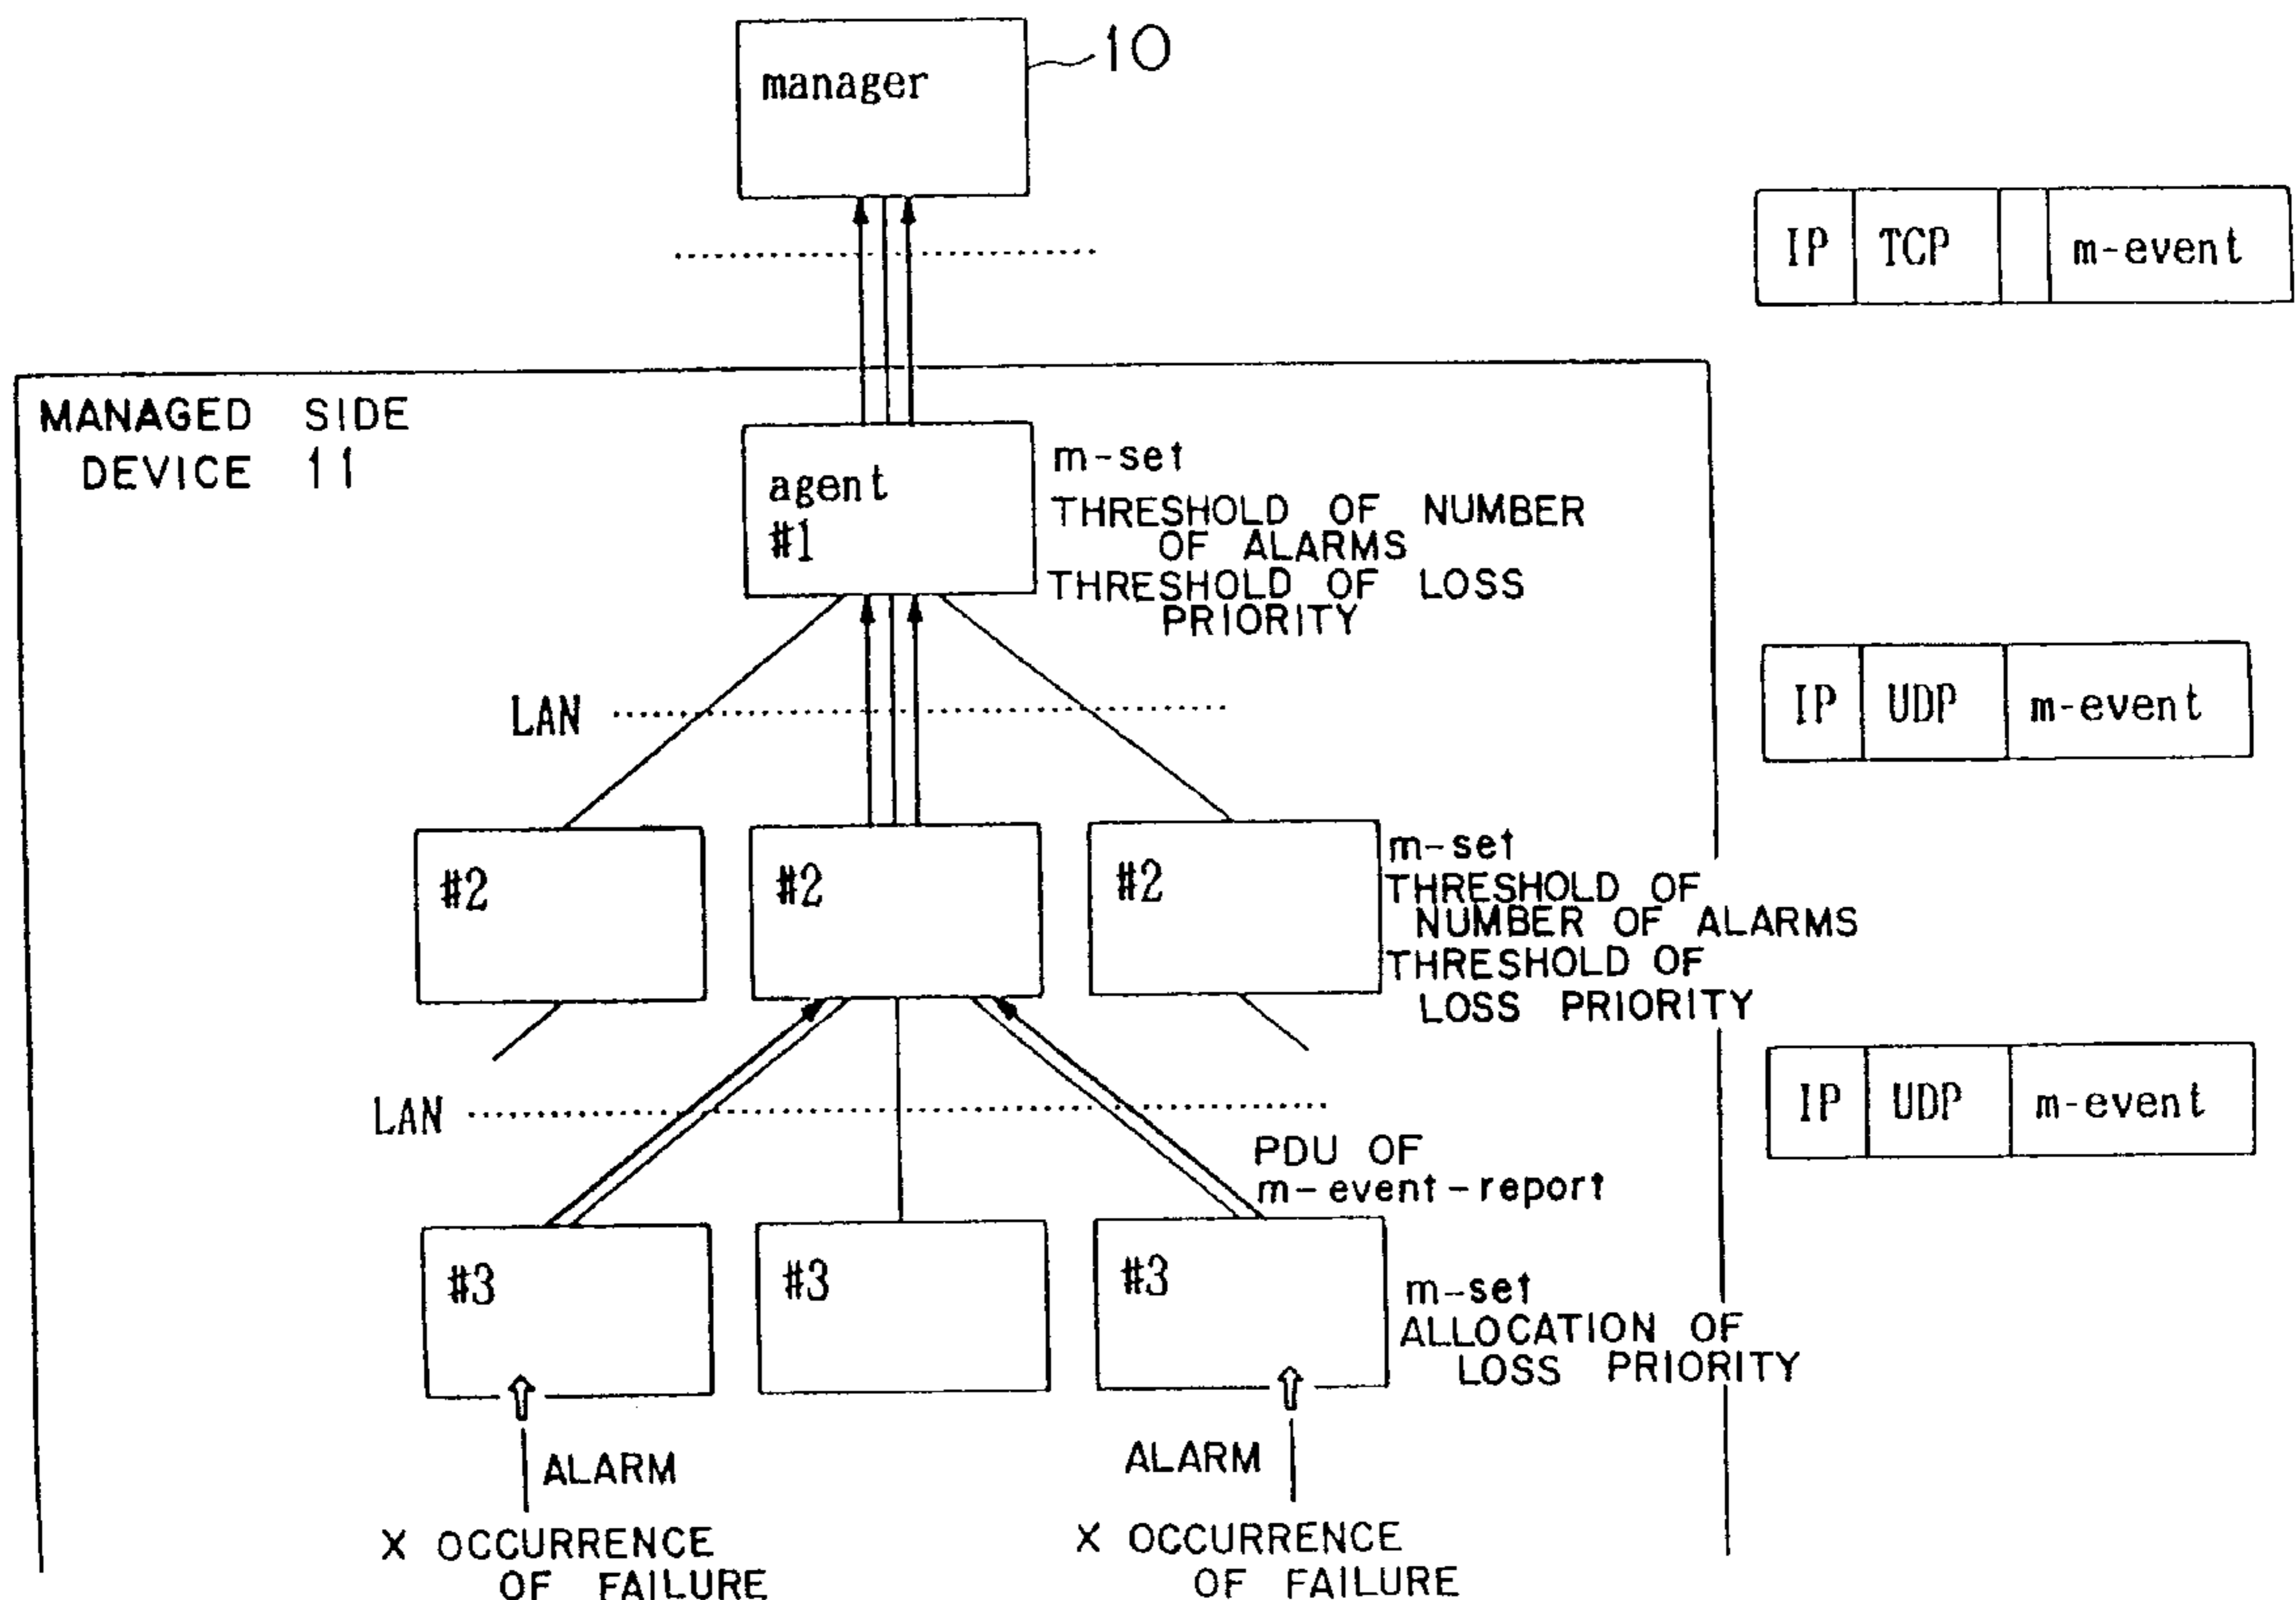 manager
10
IP TCP m-event
MANAGED SIDE
DEVICE 11
agent
#1
m-set
THRESHOLD OF NUMBER
OF ALARMS
THRESHOLD OF LOSS
PRIORITY
LAN
IP UDP m-event
#2
#2
#2
m-set
THRESHOLD OF
NUMBER OF ALARMS
THRESHOLD OF
LOSS PRIORITY
LAN
IP UDP m-event
PDU OF
m-event-report
#3
#3
#3
m-set
ALLOCATION OF
LOSS PRIORITY
ALARM
ALARM
X OCCURRENCE
OF FAILURE
X OCCURRENCE
OF FAILURE